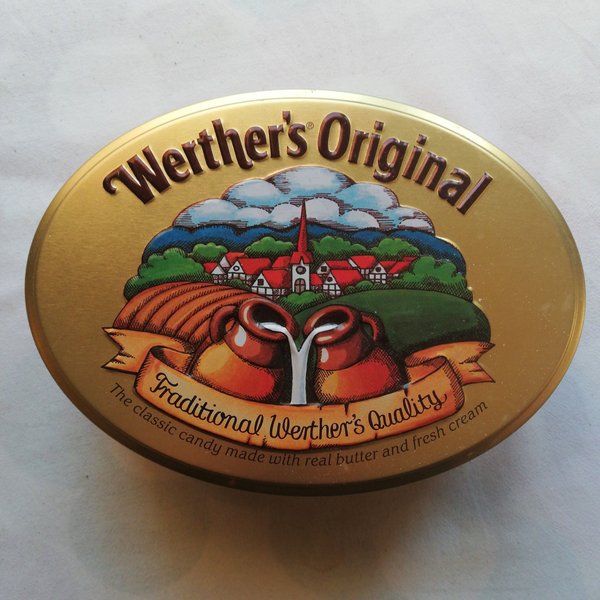 Werther's® Original
Traditional Werther's Quality
The classic candy made with real butter and fresh cream